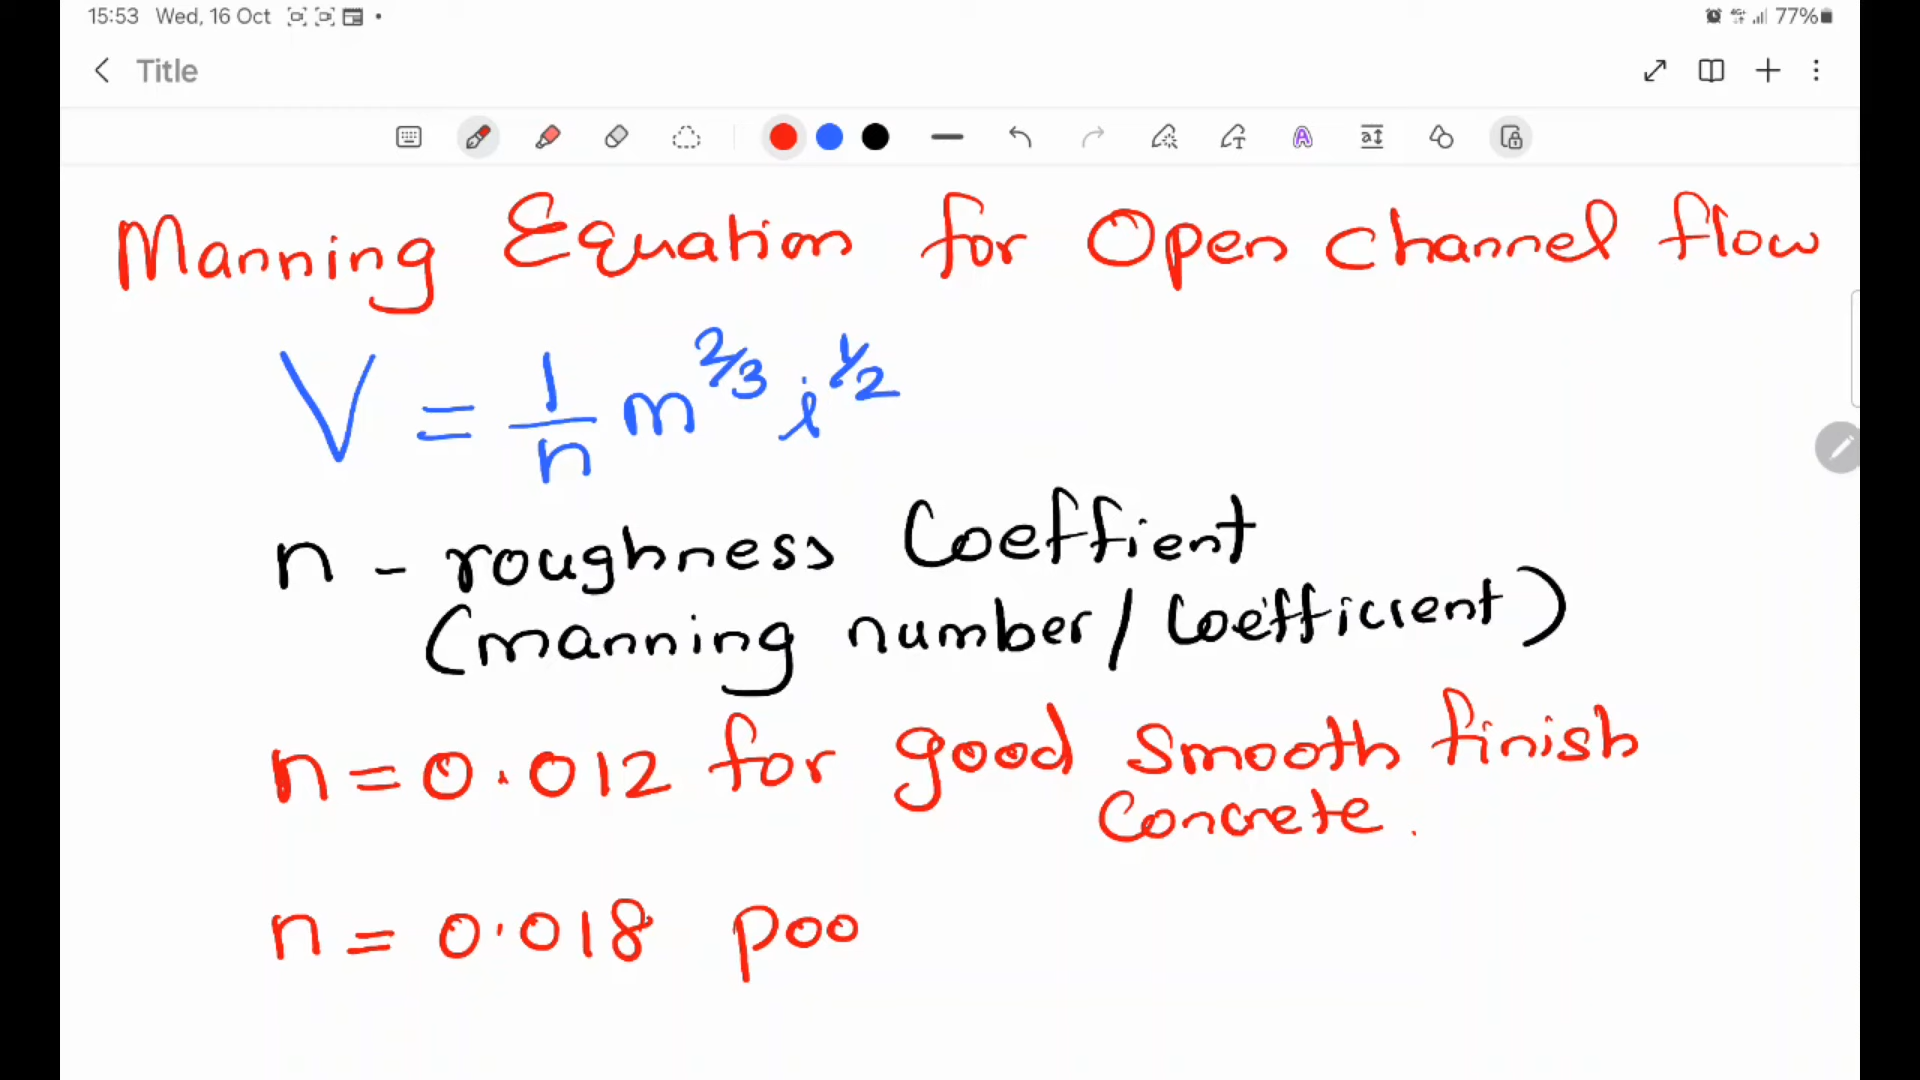 15:53 Wed, 16 Oct 77%
Title
Manning Equation for Open channel flow
V = 1/n m^2/3 i^1/2
n - roughness Coeffient
(manning number / Coefficient)
n = 0.012 for good smooth finish
Concrete.
n = 0.018 poo